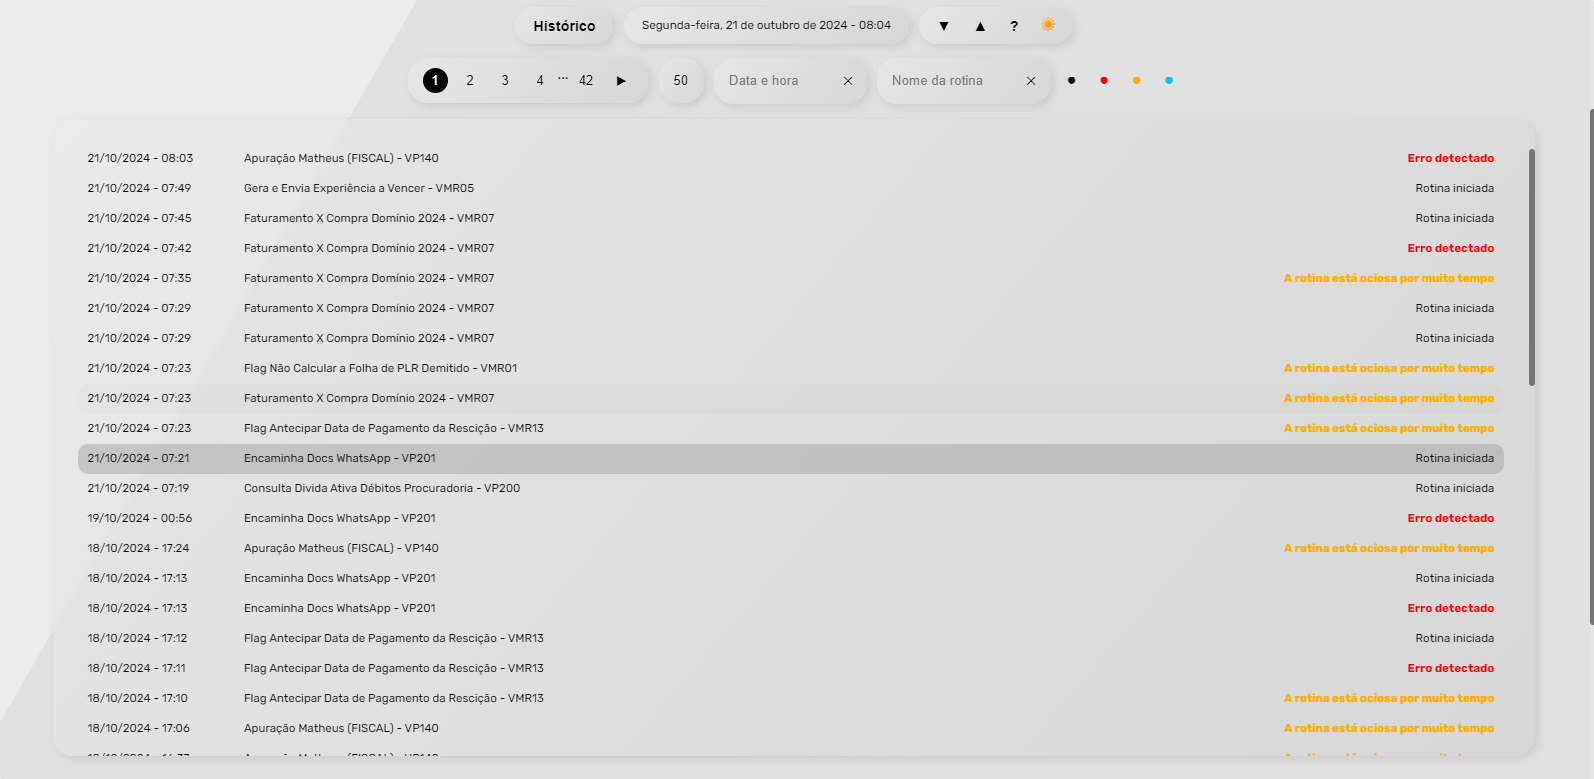 Histórico Segunda-feira, 21 de outubro de 2024 - 08:04 ▼ ▲ ?
1 2 3 4 ... 42 ▶ 50 Data e hora × Nome da rotina ×
21/10/2024 - 08:03 Apuração Matheus (FISCAL) - VP140 Erro detectado
21/10/2024 - 07:49 Gera e Envia Experiência a Vencer - VMR05 Rotina iniciada
21/10/2024 - 07:45 Faturamento X Compra Domínio 2024 - VMR07 Rotina iniciada
21/10/2024 - 07:42 Faturamento X Compra Domínio 2024 - VMR07 Erro detectado
21/10/2024 - 07:35 Faturamento X Compra Domínio 2024 - VMR07 A rotina está ociosa por muito tempo
21/10/2024 - 07:29 Faturamento X Compra Domínio 2024 - VMR07 Rotina iniciada
21/10/2024 - 07:29 Faturamento X Compra Domínio 2024 - VMR07 Rotina iniciada
21/10/2024 - 07:23 Flag Não Calcular a Folha de PLR Demitido - VMR01 A rotina está ociosa por muito tempo
21/10/2024 - 07:23 Faturamento X Compra Domínio 2024 - VMR07 A rotina está ociosa por muito tempo
21/10/2024 - 07:23 Flag Antecipar Data de Pagamento da Rescição - VMR13 A rotina está ociosa por muito tempo
21/10/2024 - 07:21 Encaminha Docs WhatsApp - VP201 Rotina iniciada
21/10/2024 - 07:19 Consulta Divida Ativa Débitos Procuradoria - VP200 Rotina iniciada
19/10/2024 - 00:56 Encaminha Docs WhatsApp - VP201 Erro detectado
18/10/2024 - 17:24 Apuração Matheus (FISCAL) - VP140 A rotina está ociosa por muito tempo
18/10/2024 - 17:13 Encaminha Docs WhatsApp - VP201 Rotina iniciada
18/10/2024 - 17:13 Encaminha Docs WhatsApp - VP201 Erro detectado
18/10/2024 - 17:12 Flag Antecipar Data de Pagamento da Rescição - VMR13 Rotina iniciada
18/10/2024 - 17:11 Flag Antecipar Data de Pagamento da Rescição - VMR13 Erro detectado
18/10/2024 - 17:10 Flag Antecipar Data de Pagamento da Rescição - VMR13 A rotina está ociosa por muito tempo
18/10/2024 - 17:06 Apuração Matheus (FISCAL) - VP140 A rotina está ociosa por muito tempo